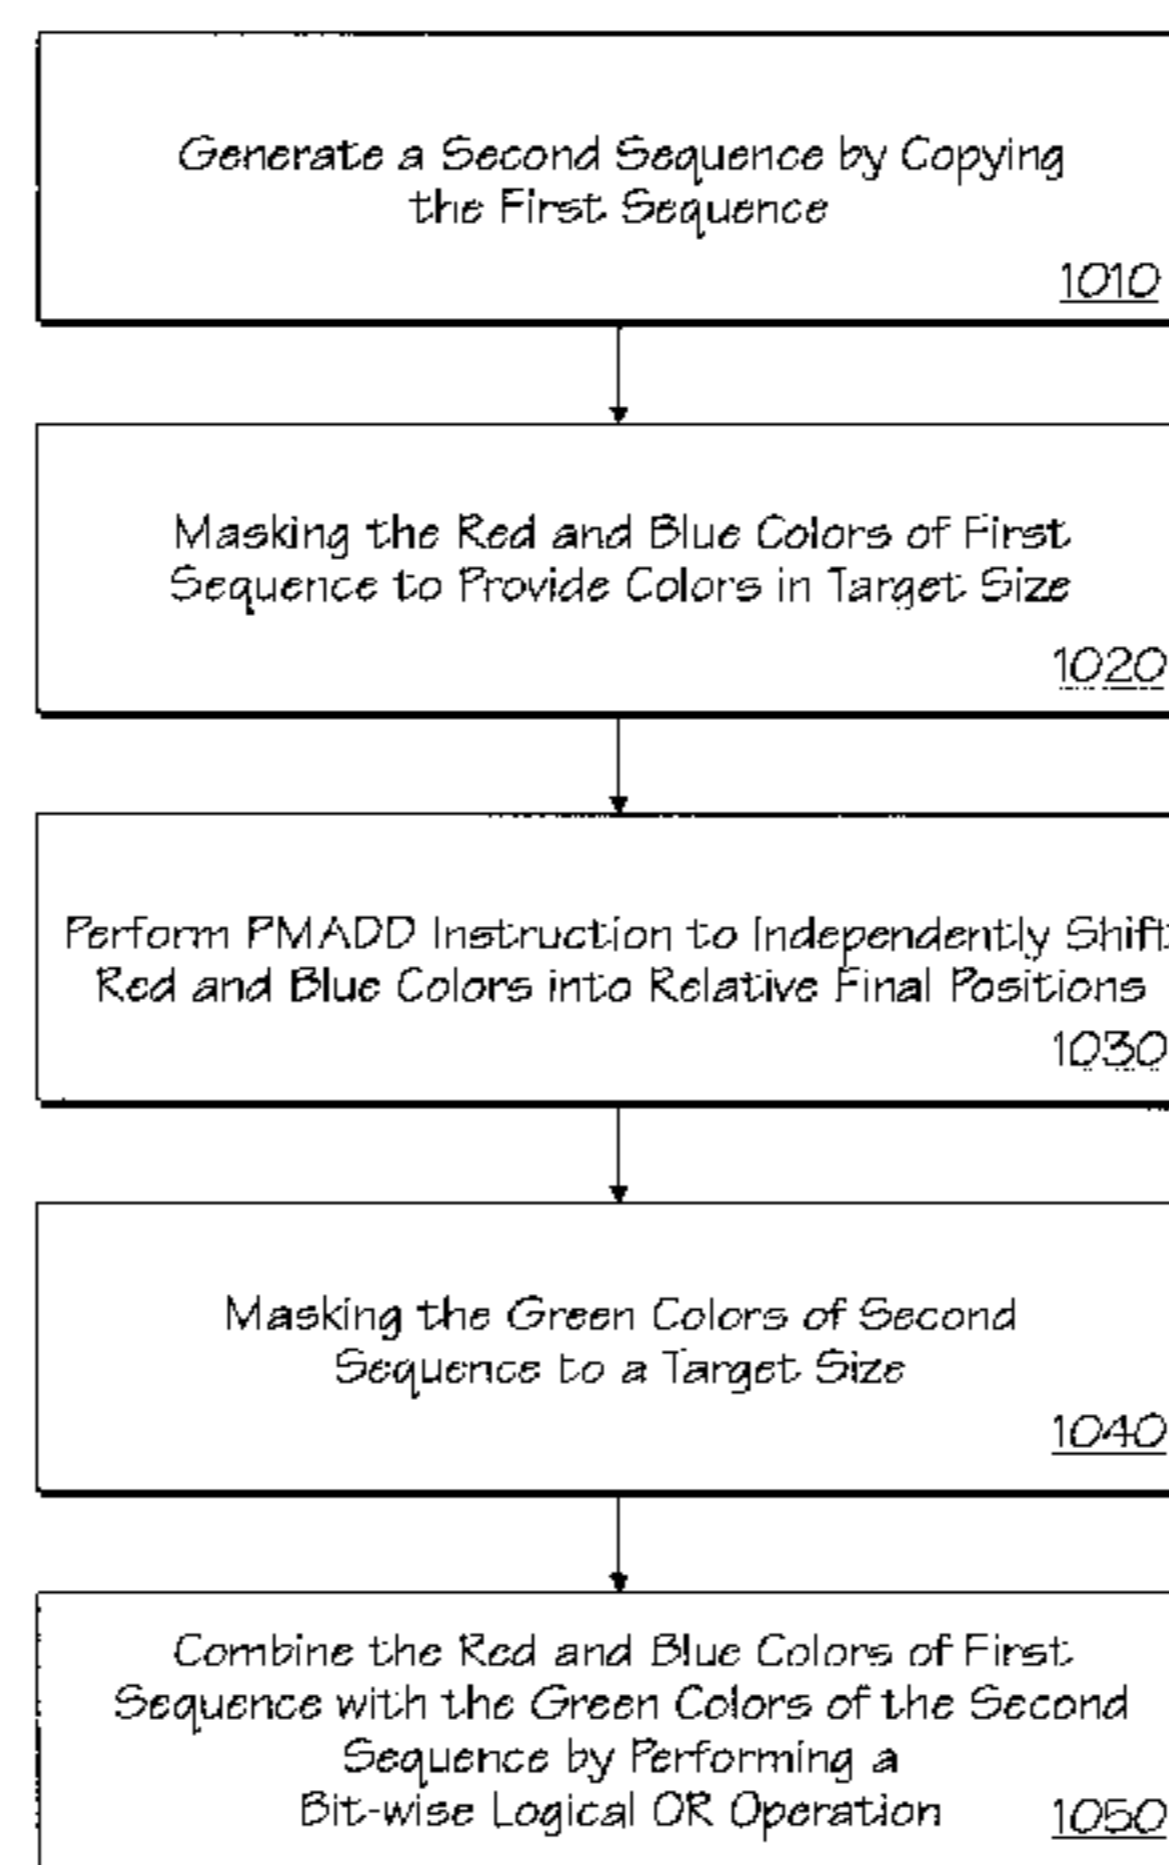 Generate a Second Sequence by Copying
the First Sequence
1010
Masking the Red and Blue Colors of First
Sequence to Provide Colors in Target Size
1020
Perform PMADD Instruction to Independently Shift
Red and Blue Colors into Relative Final Positions
1030
Masking the Green Colors of Second
Sequence to a Target Size
1040
Combine the Red and Blue Colors of First
Sequence with the Green Colors of the Second
Sequence by Performing a
Bit-wise Logical OR Operation
1050